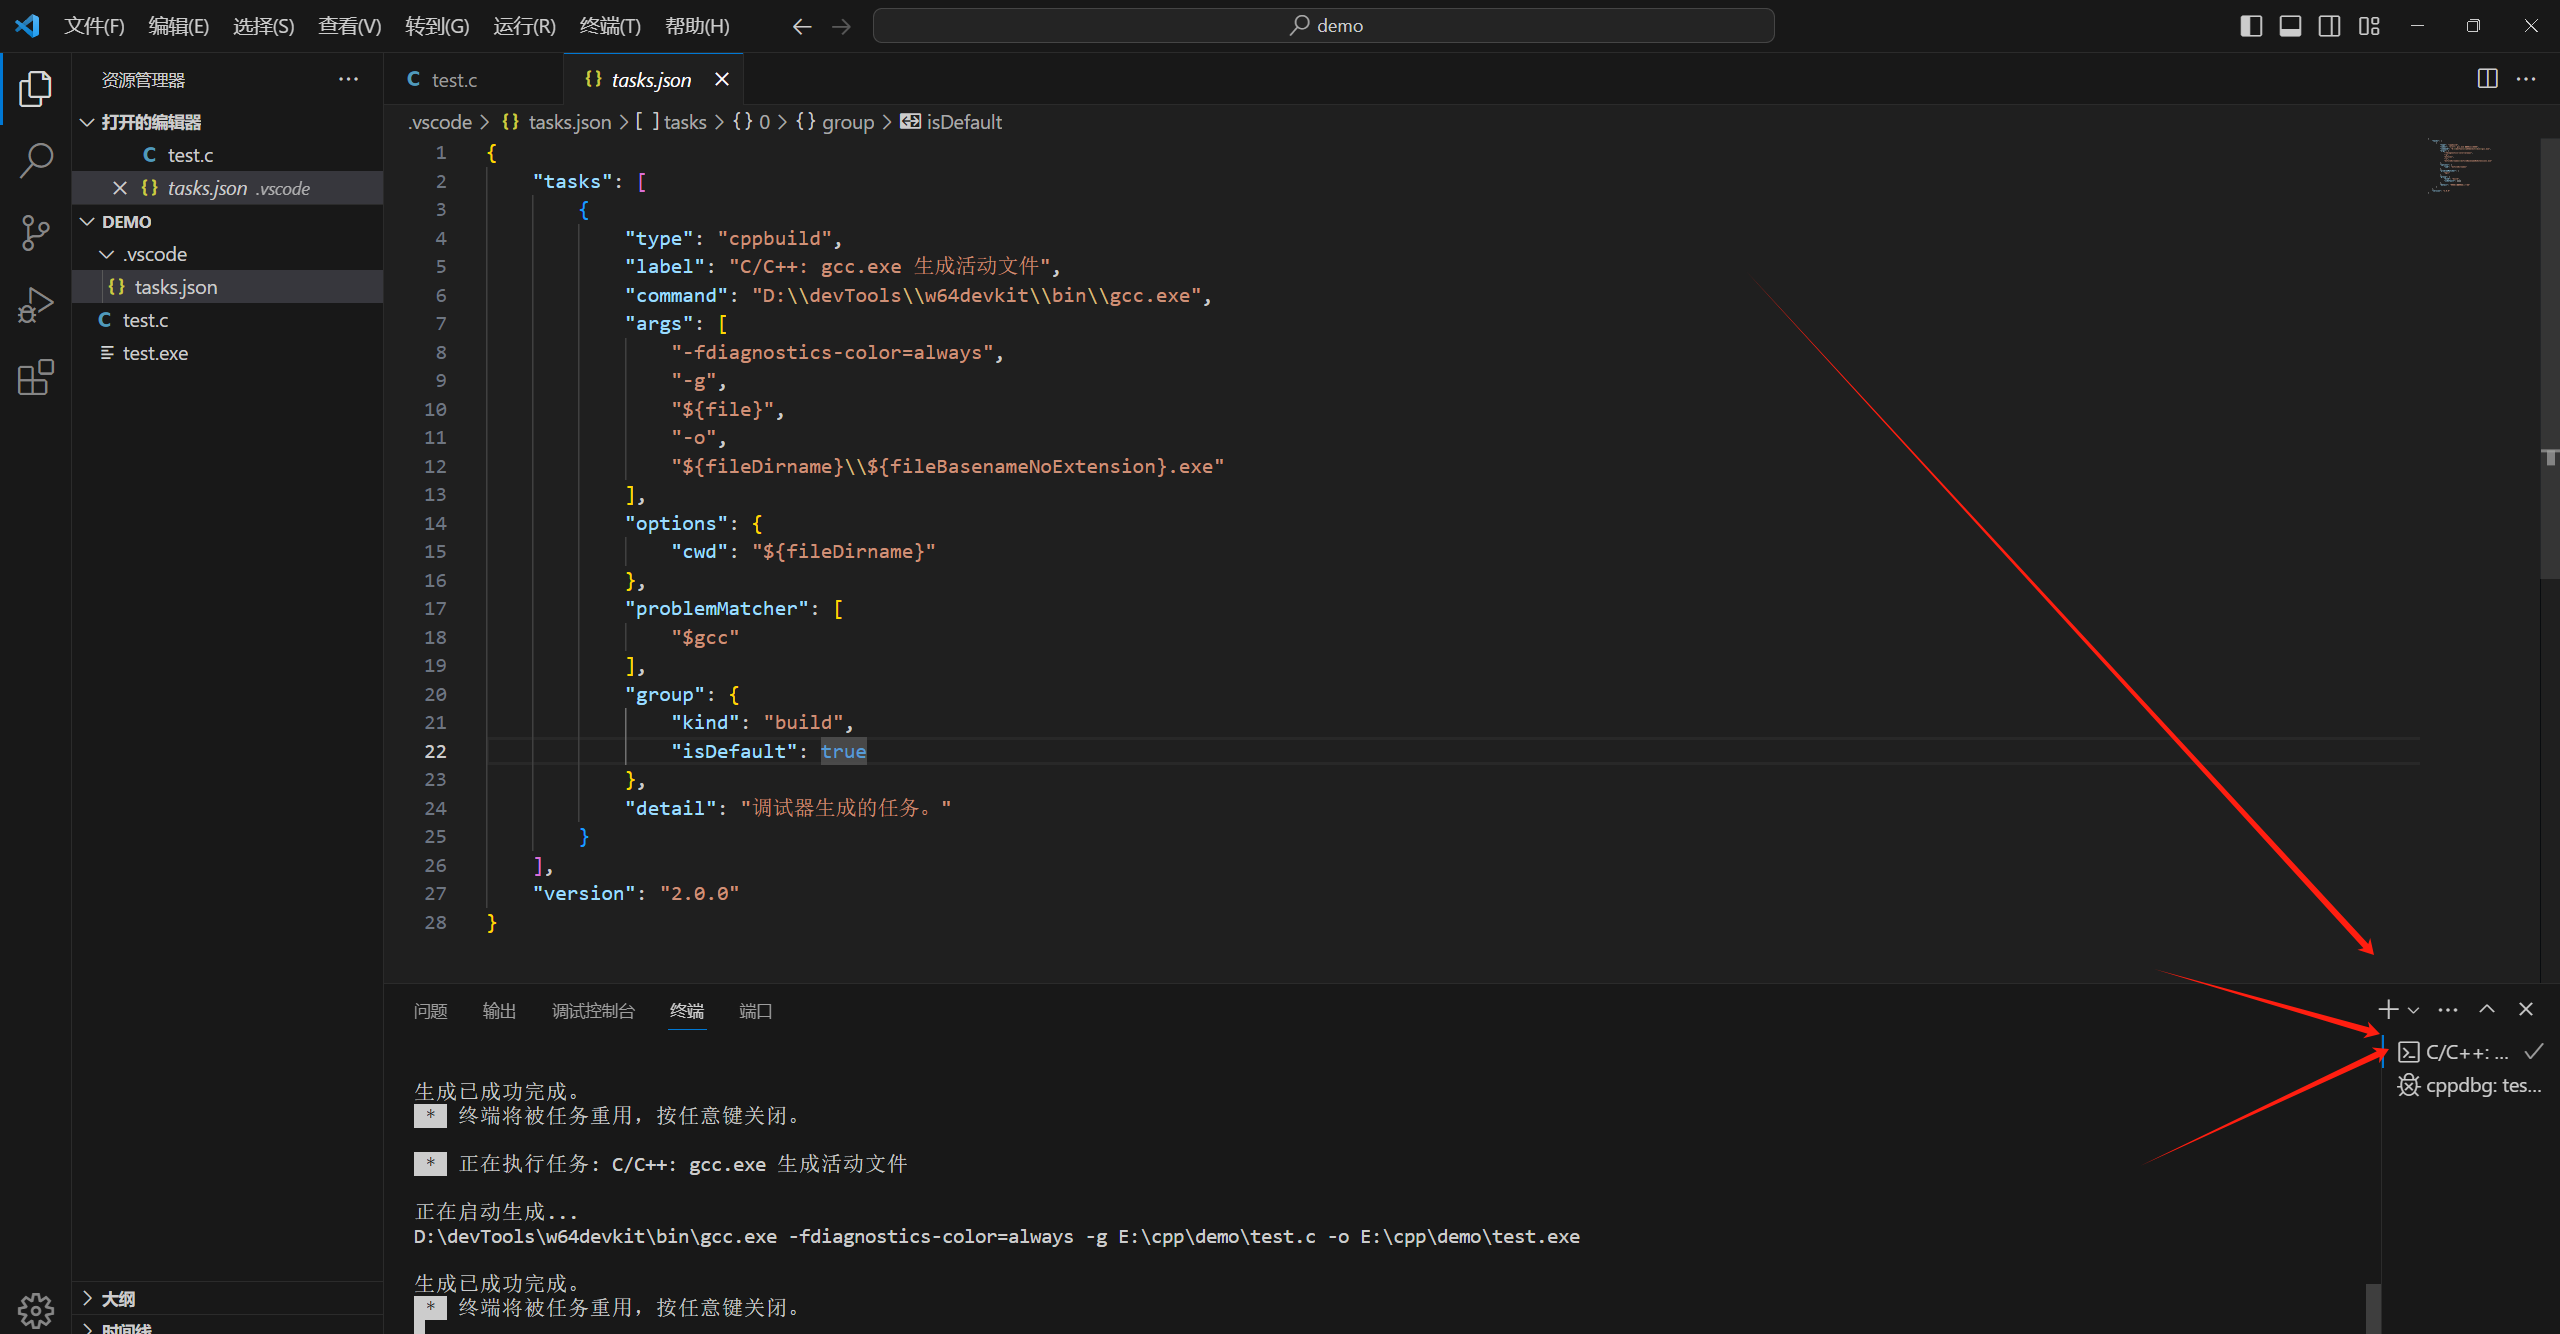 文件(F) 编辑(E) 选择(S) 查看(V) 转到(G) 运行(R) 终端(T) 帮助(H) demo
资源管理器
打开的编辑器
test.c
tasks.json .vscode
DEMO
.vscode
tasks.json
test.c
test.exe
大纲
时间线
test.c tasks.json
.vscode > tasks.json > [ ] tasks > {} 0 > {} group > isDefault
1 {
2 "tasks": [
3 {
4 "type": "cppbuild",
5 "label": "C/C++: gcc.exe 生成活动文件",
6 "command": "D:\\devTools\\w64devkit\\bin\\gcc.exe",
7 "args": [
8 "-fdiagnostics-color=always",
9 "-g",
10 "${file}",
11 "-o",
12 "${fileDirname}\\${fileBasenameNoExtension}.exe"
13 ],
14 "options": {
15 "cwd": "${fileDirname}"
16 },
17 "problemMatcher": [
18 "$gcc"
19 ],
20 "group": {
21 "kind": "build",
22 "isDefault": true
23 },
24 "detail": "调试器生成的任务。"
25 }
26 ],
27 "version": "2.0.0"
28 }
问题 输出 调试控制台 终端 端口
生成已成功完成。
* 终端将被任务重用，按任意键关闭。
* 正在执行任务: C/C++: gcc.exe 生成活动文件
正在启动生成...
D:\devTools\w64devkit\bin\gcc.exe -fdiagnostics-color=always -g E:\cpp\demo\test.c -o E:\cpp\demo\test.exe
生成已成功完成。
* 终端将被任务重用，按任意键关闭。
C/C++: ...
cppdbg: tes...